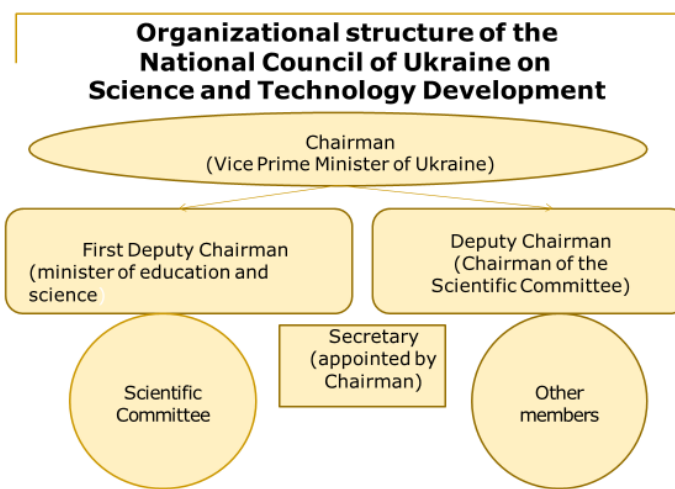 Organizational structure of the
National Council of Ukraine on
Science and Technology Development
Chairman
(Vice Prime Minister of Ukraine)
First Deputy Chairman
(minister of education and
science)
Deputy Chairman
(Chairman of the
Scientific Committee)
Secretary
(appointed by
Chairman)
Scientific
Committee
Other
members